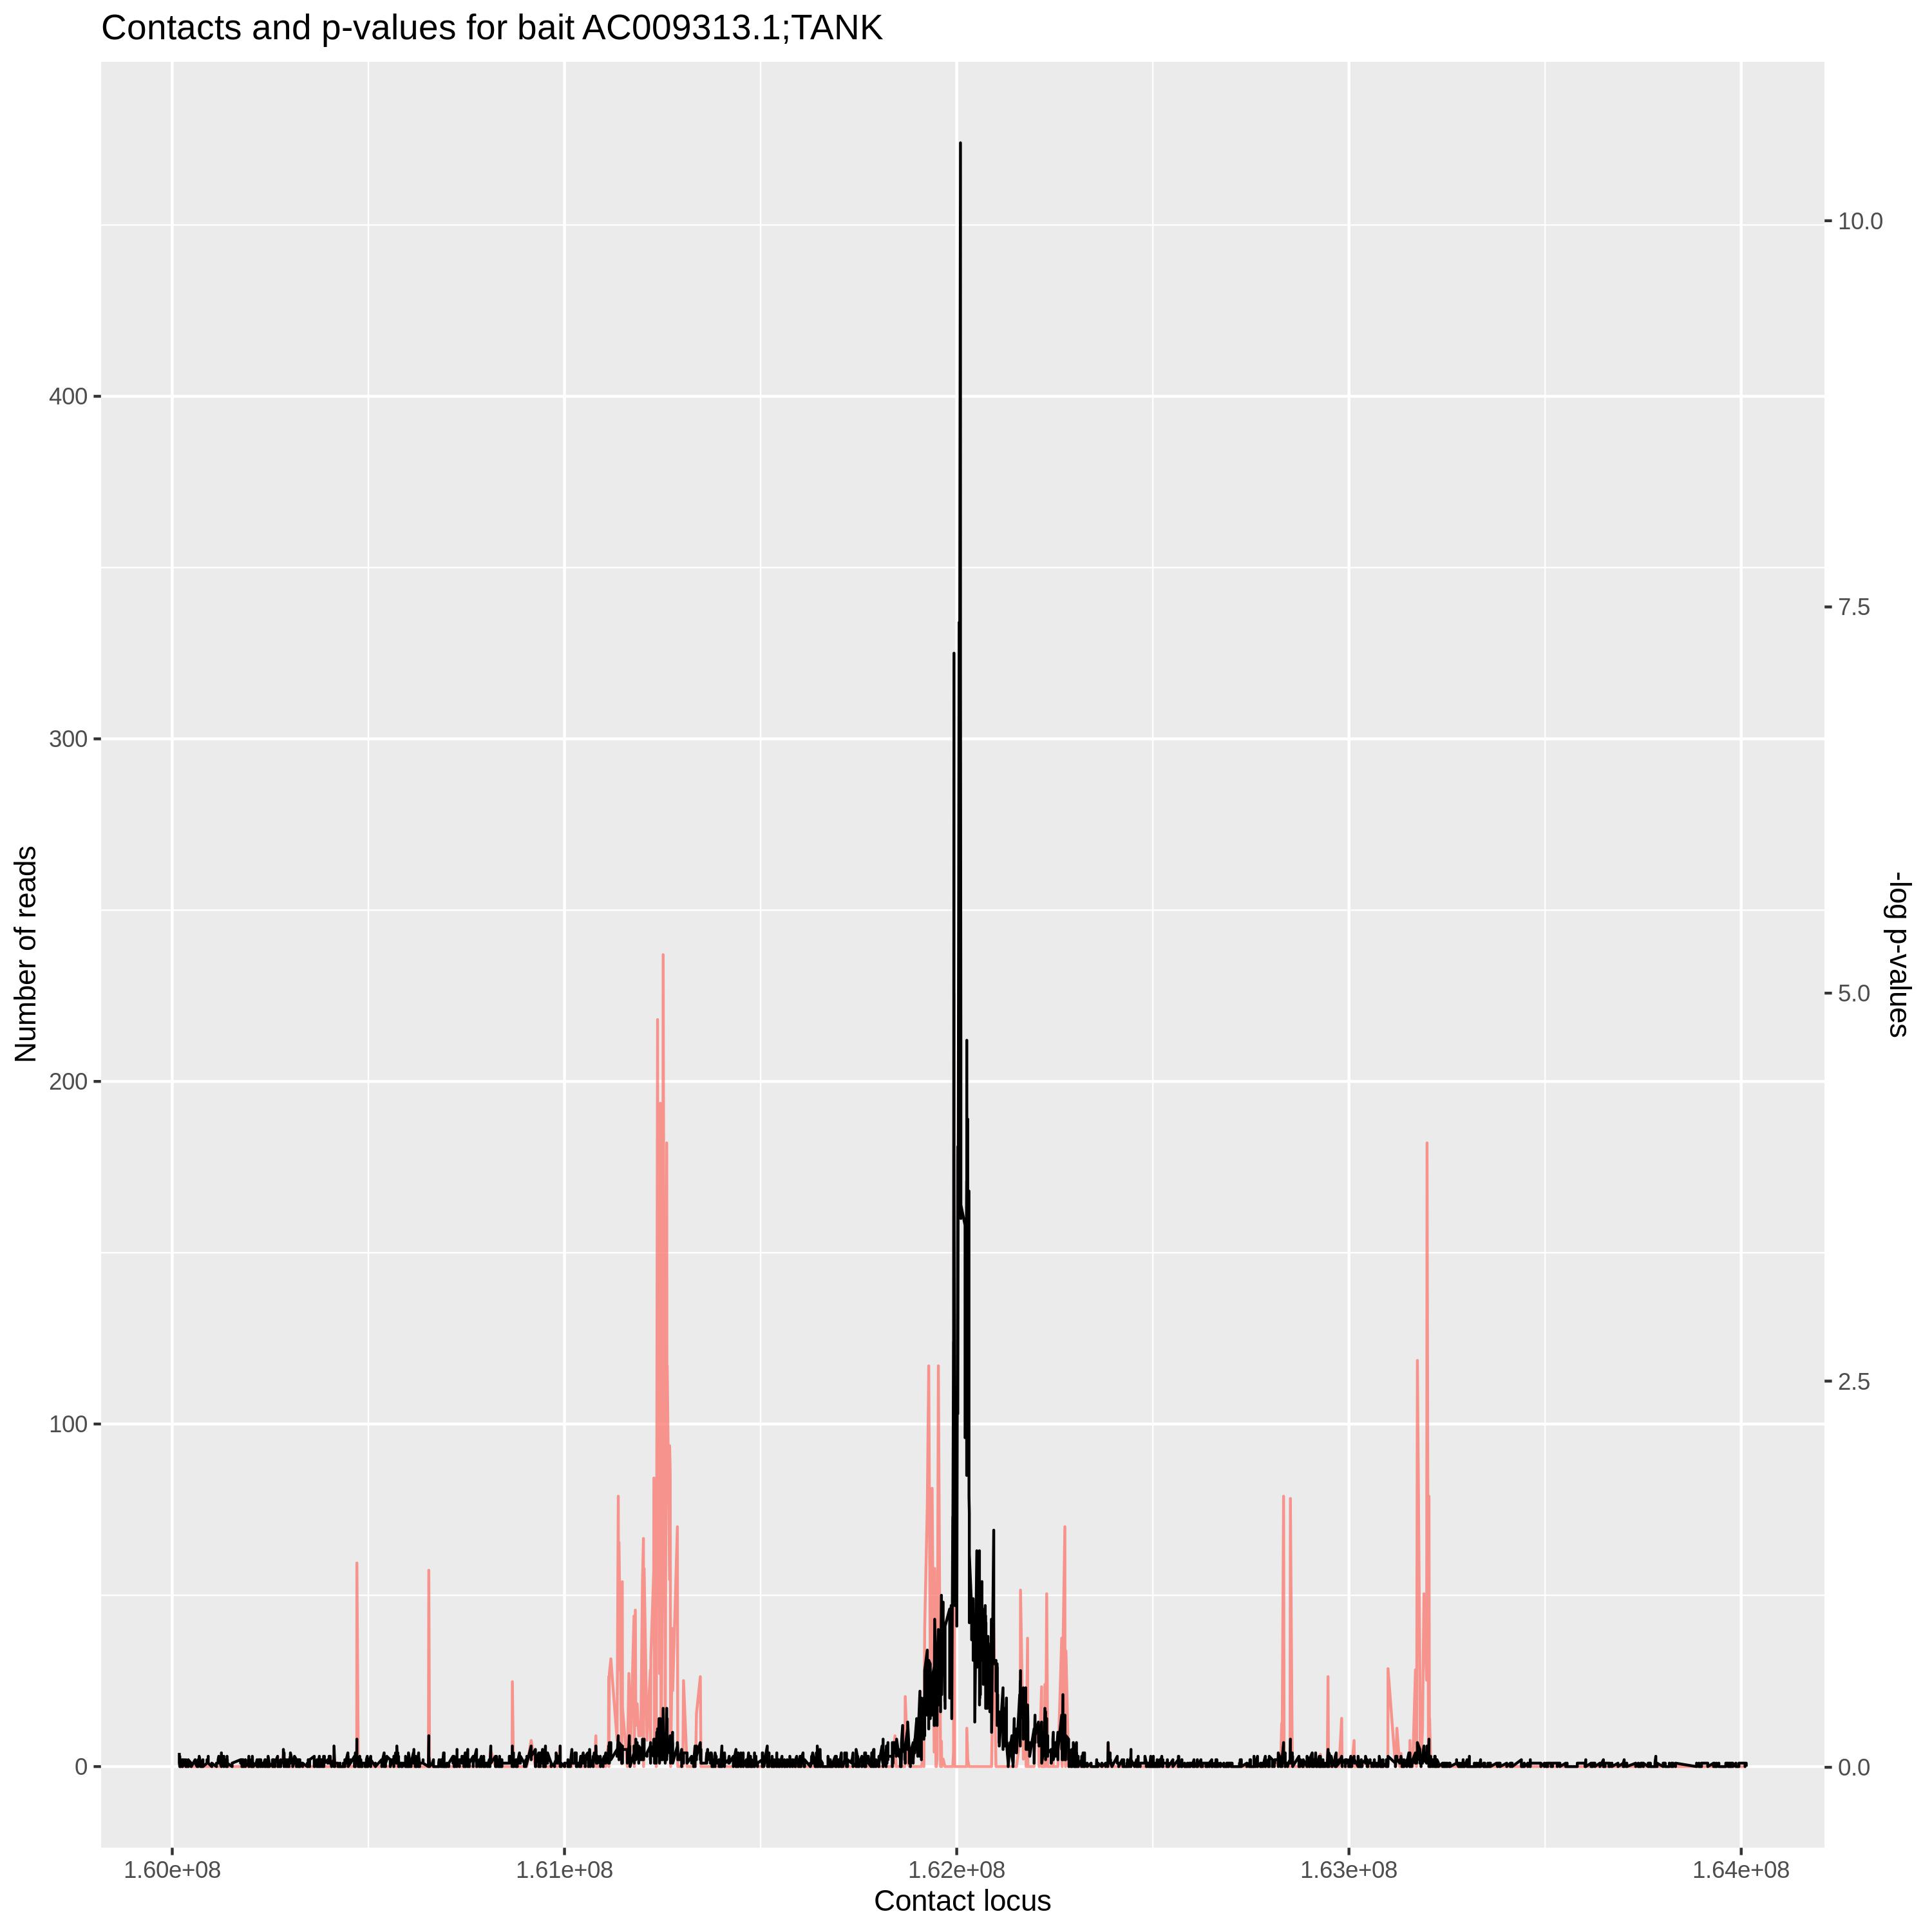 Contacts and p-values for bait AC009313.1;TANK
Number of reads
400
300
200
100
0
10.0
7.5
5.0
2.5
0.0
-log p-values
1.60e+08
1.61e+08
1.62e+08
1.63e+08
1.64e+08
Contact locus